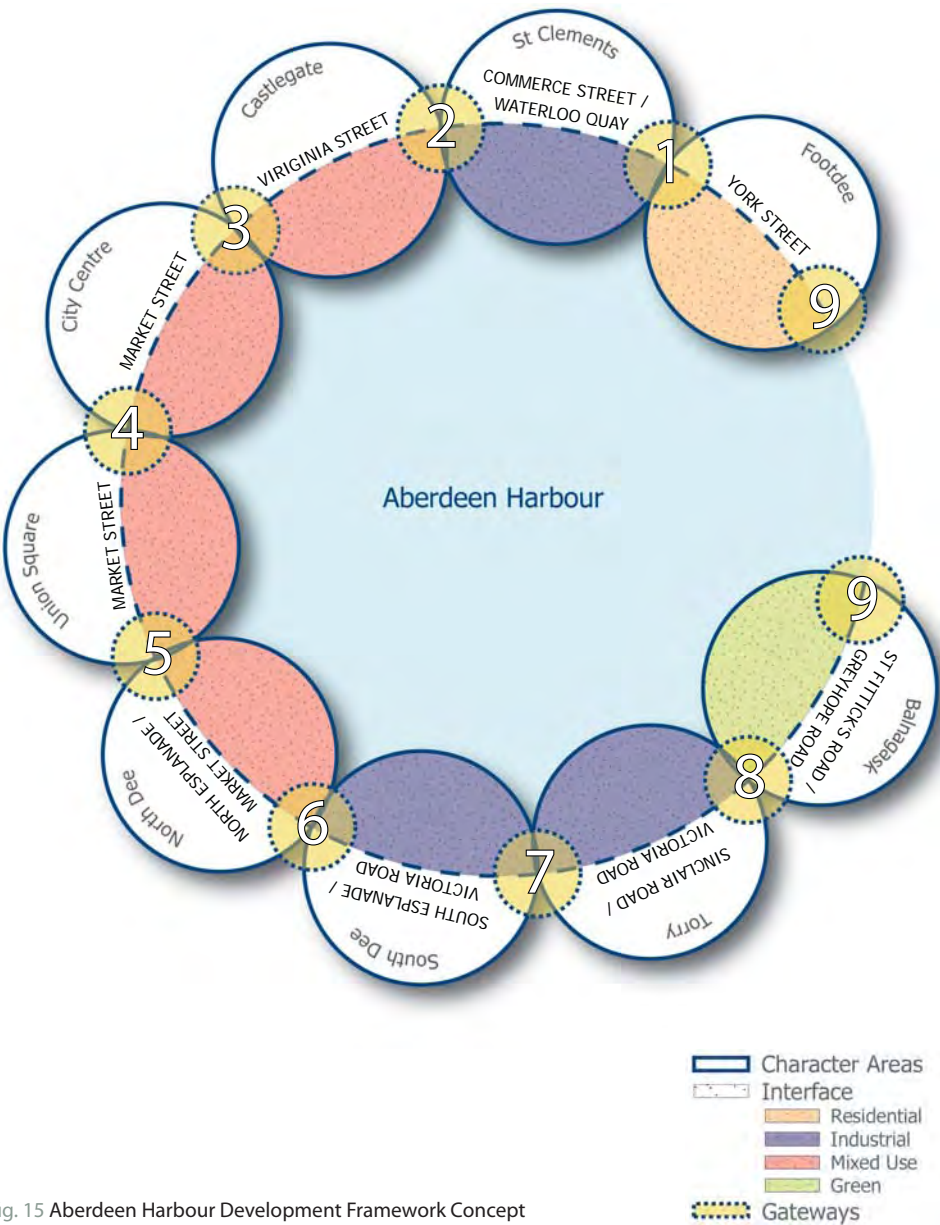 St Clements
COMMERCE STREET /
WATERLOO QUAY
Castlegate
VIRIGINIA STREET
2
1
Footdee
YORK STREET
3
9
City Centre
MARKET STREET
4
Aberdeen Harbour
Union Square
MARKET STREET
5
9
ST FITTICK'S ROAD /
GREYHOPE ROAD
Balnagask
North Dee
NORTH ESPLANADE /
MARKET STREET
6
8
7
SOUTH ESPLANADE /
VICTORIA ROAD
South Dee
SINCLAIR ROAD /
VICTORIA ROAD
Torry
Character Areas
Interface
Residential
Industrial
Mixed Use
Green
Gateways
ug. 15 Aberdeen Harbour Development Framework Concept